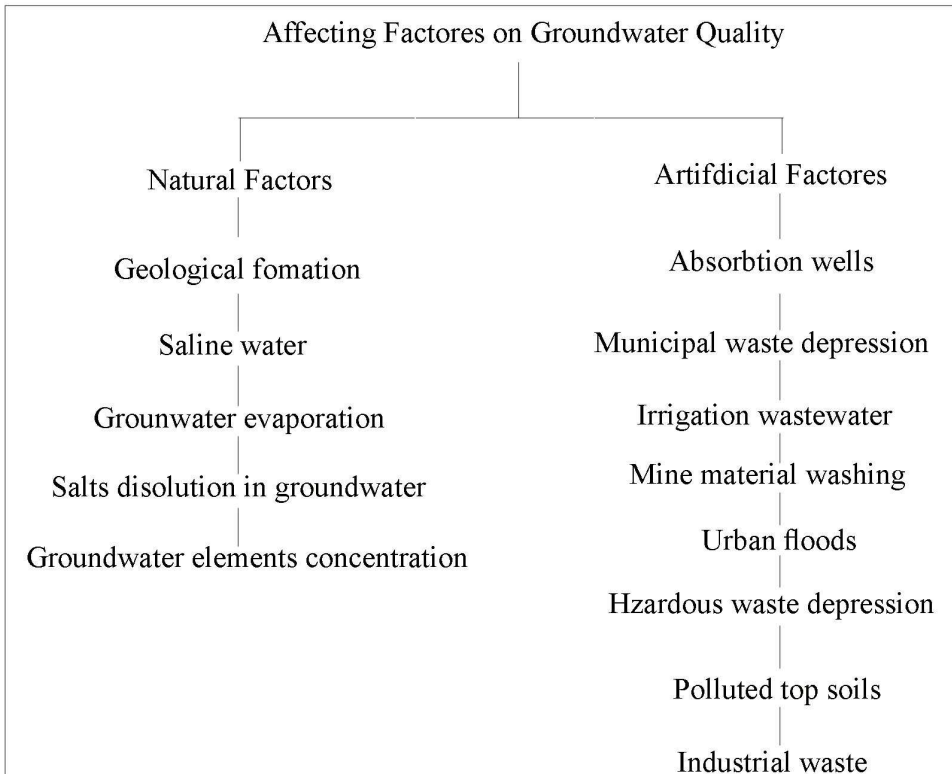 Affecting Factores on Groundwater Quality
Natural Factors
Geological fomation
Saline water
Grounwater evaporation
Salts disolution in groundwater
Groundwater elements concentration
Artifdicial Factores
Absorbtion wells
Municipal waste depression
Irrigation wastewater
Mine material washing
Urban floods
Hzardous waste depression
Polluted top soils
Industrial waste